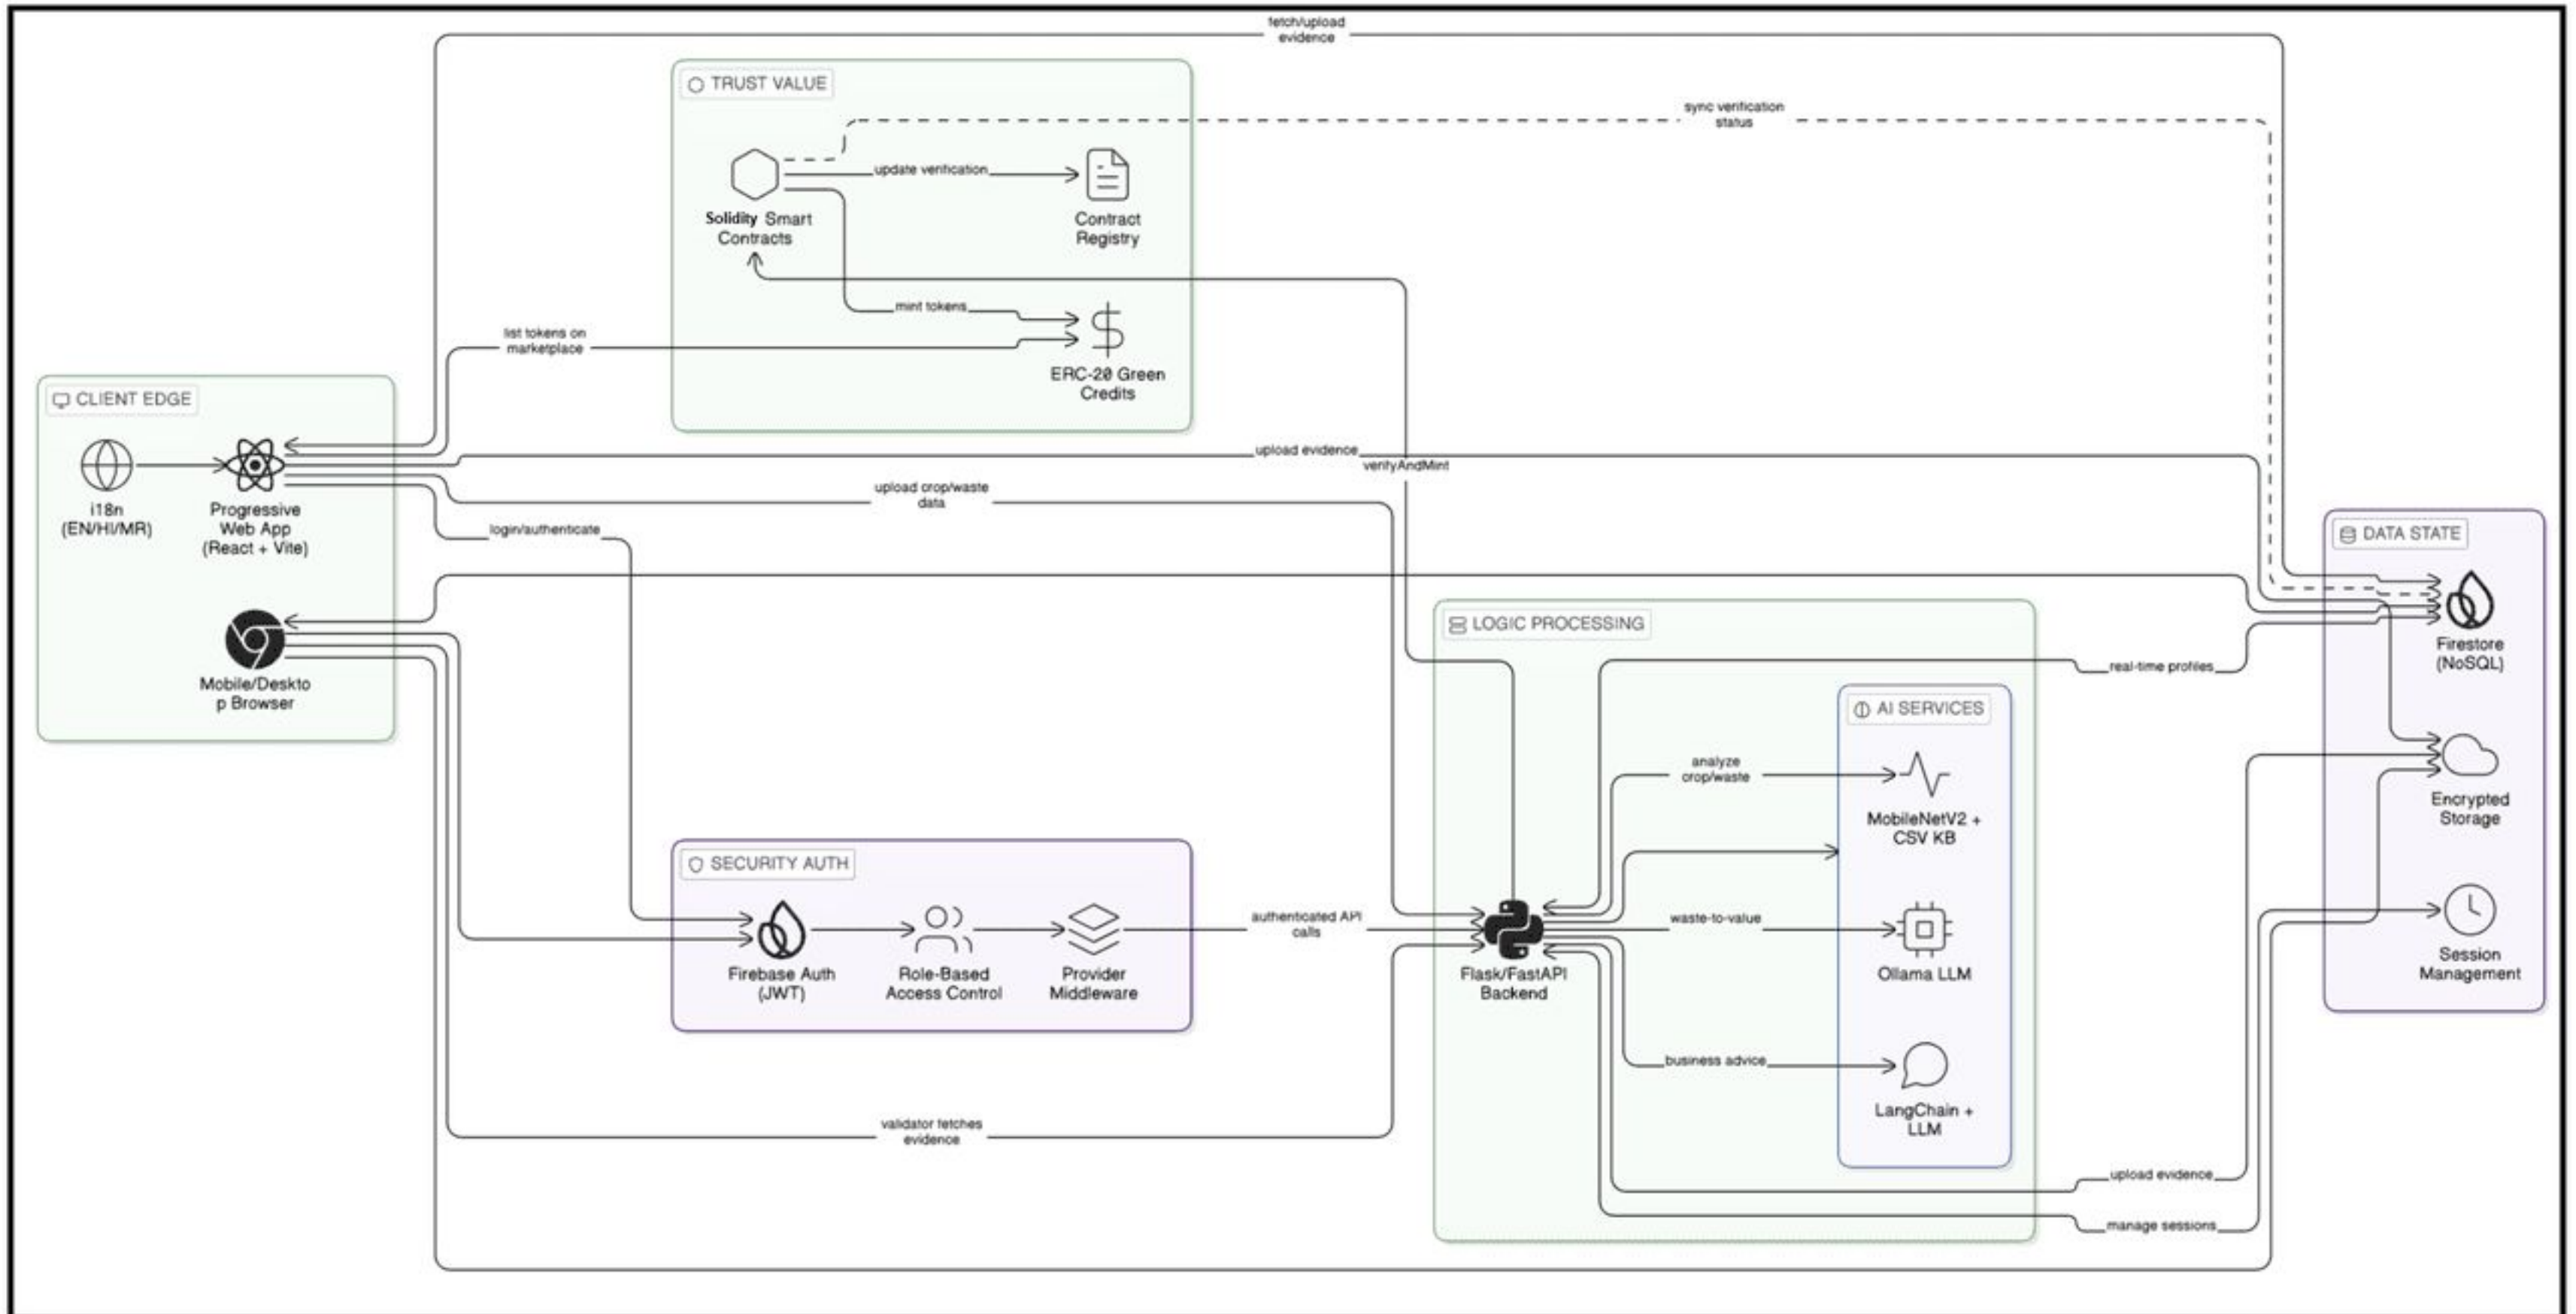 fetch/upload
evidence
TRUST VALUE
sync verification
status
update verification
Solidity Smart
Contracts
Contract
Registry
mint tokens
list tokens on
marketplace
ERC-20 Green
Credits
CLIENT EDGE
i18n
(EN/HI/MR)
Progressive
Web App
(React + Vite)
Mobile/Deskto
p Browser
upload evidence
verifyAndMint
upload crop/waste
data
login/authenticate
DATA STATE
Firestore
(NoSQL)
Encrypted
Storage
Session
Management
LOGIC PROCESSING
real-time profiles
AI SERVICES
analyze
crop/waste
MobileNetV2 +
CSV KB
waste-to-value
Ollama LLM
business advice
LangChain +
LLM
Flask/FastAPI
Backend
SECURITY AUTH
Firebase Auth
(JWT)
Role-Based
Access Control
Provider
Middleware
authenticated API
calls
validator fetches
evidence
upload evidence
manage sessions